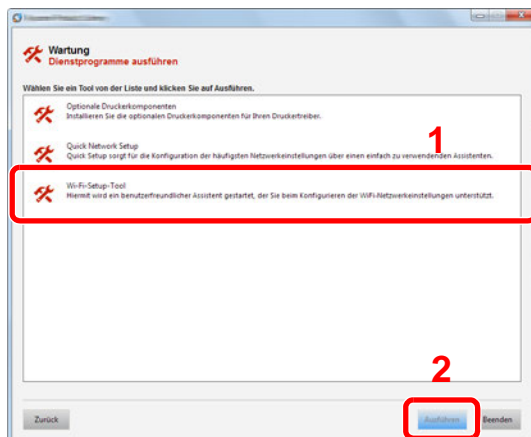 Wartung
Dienstprogramme ausführen
Wählen Sie ein Tool von der Liste und klicken Sie auf Ausführen.
Optionale Druckerkomponenten
Installieren Sie die optionalen Druckerkomponenten für Ihren Druckertreiber.
1
Quick Network Setup
Quick Setup sorgt für die Konfiguration der häufigsten Netzwerkeinstellungen über einen einfach zu verwendenden Assistenten.
Wi-Fi-Setup-Tool
Hiermit wird ein benutzerfreundlicher Assistent gestartet, der Sie beim Konfigurieren der WiFi-Netzwerkeinstellungen unterstützt.
2
Zurück
Ausführen
Beenden